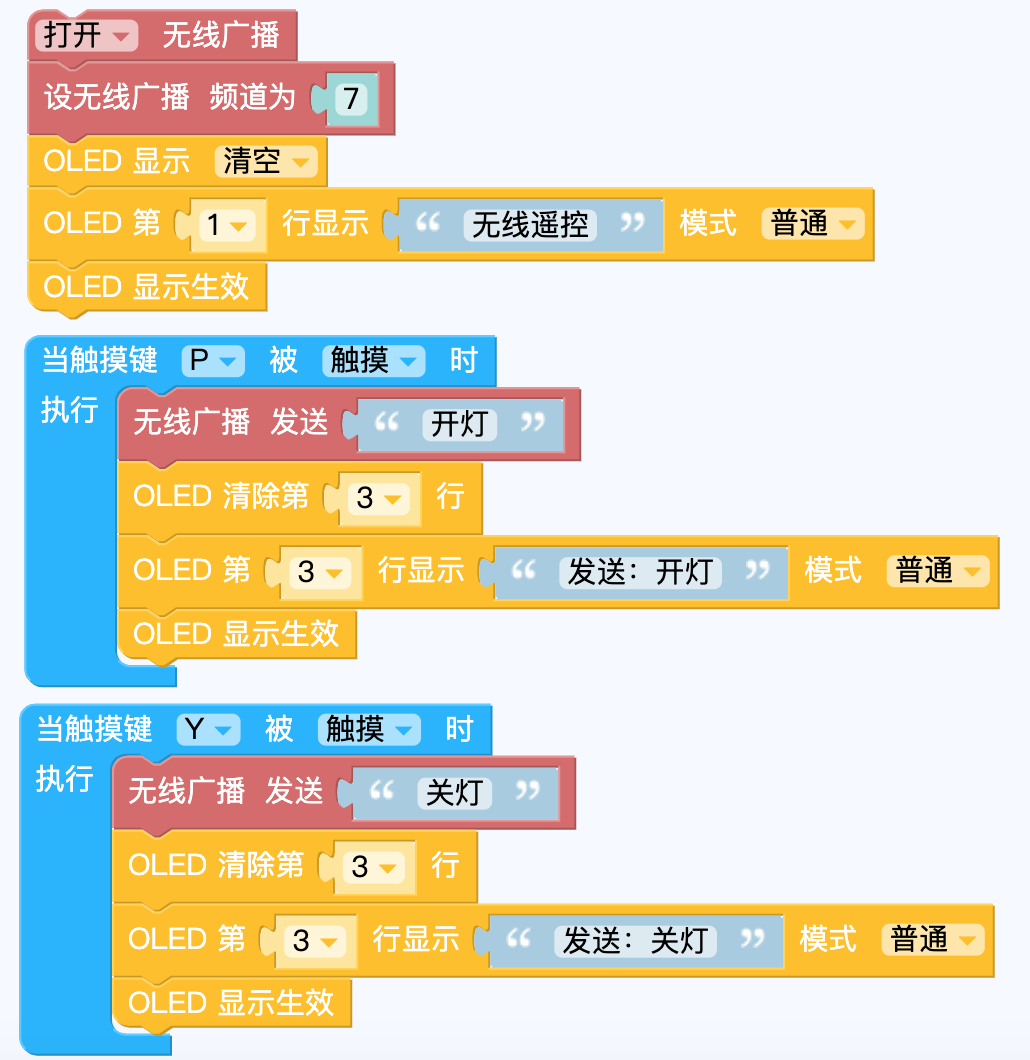 打开 无线广播
设无线广播 频道为 7
OLED 显示 清空
OLED 第 1 行显示 “ 无线遥控 ” 模式 普通
OLED 显示生效
当触摸键 P 被 触摸 时
执行 无线广播 发送 “ 开灯 ”
OLED 清除第 3 行
OLED 第 3 行显示 “ 发送：开灯 ” 模式 普通
OLED 显示生效
当触摸键 Y 被 触摸 时
执行 无线广播 发送 “ 关灯 ”
OLED 清除第 3 行
OLED 第 3 行显示 “ 发送：关灯 ” 模式 普通
OLED 显示生效